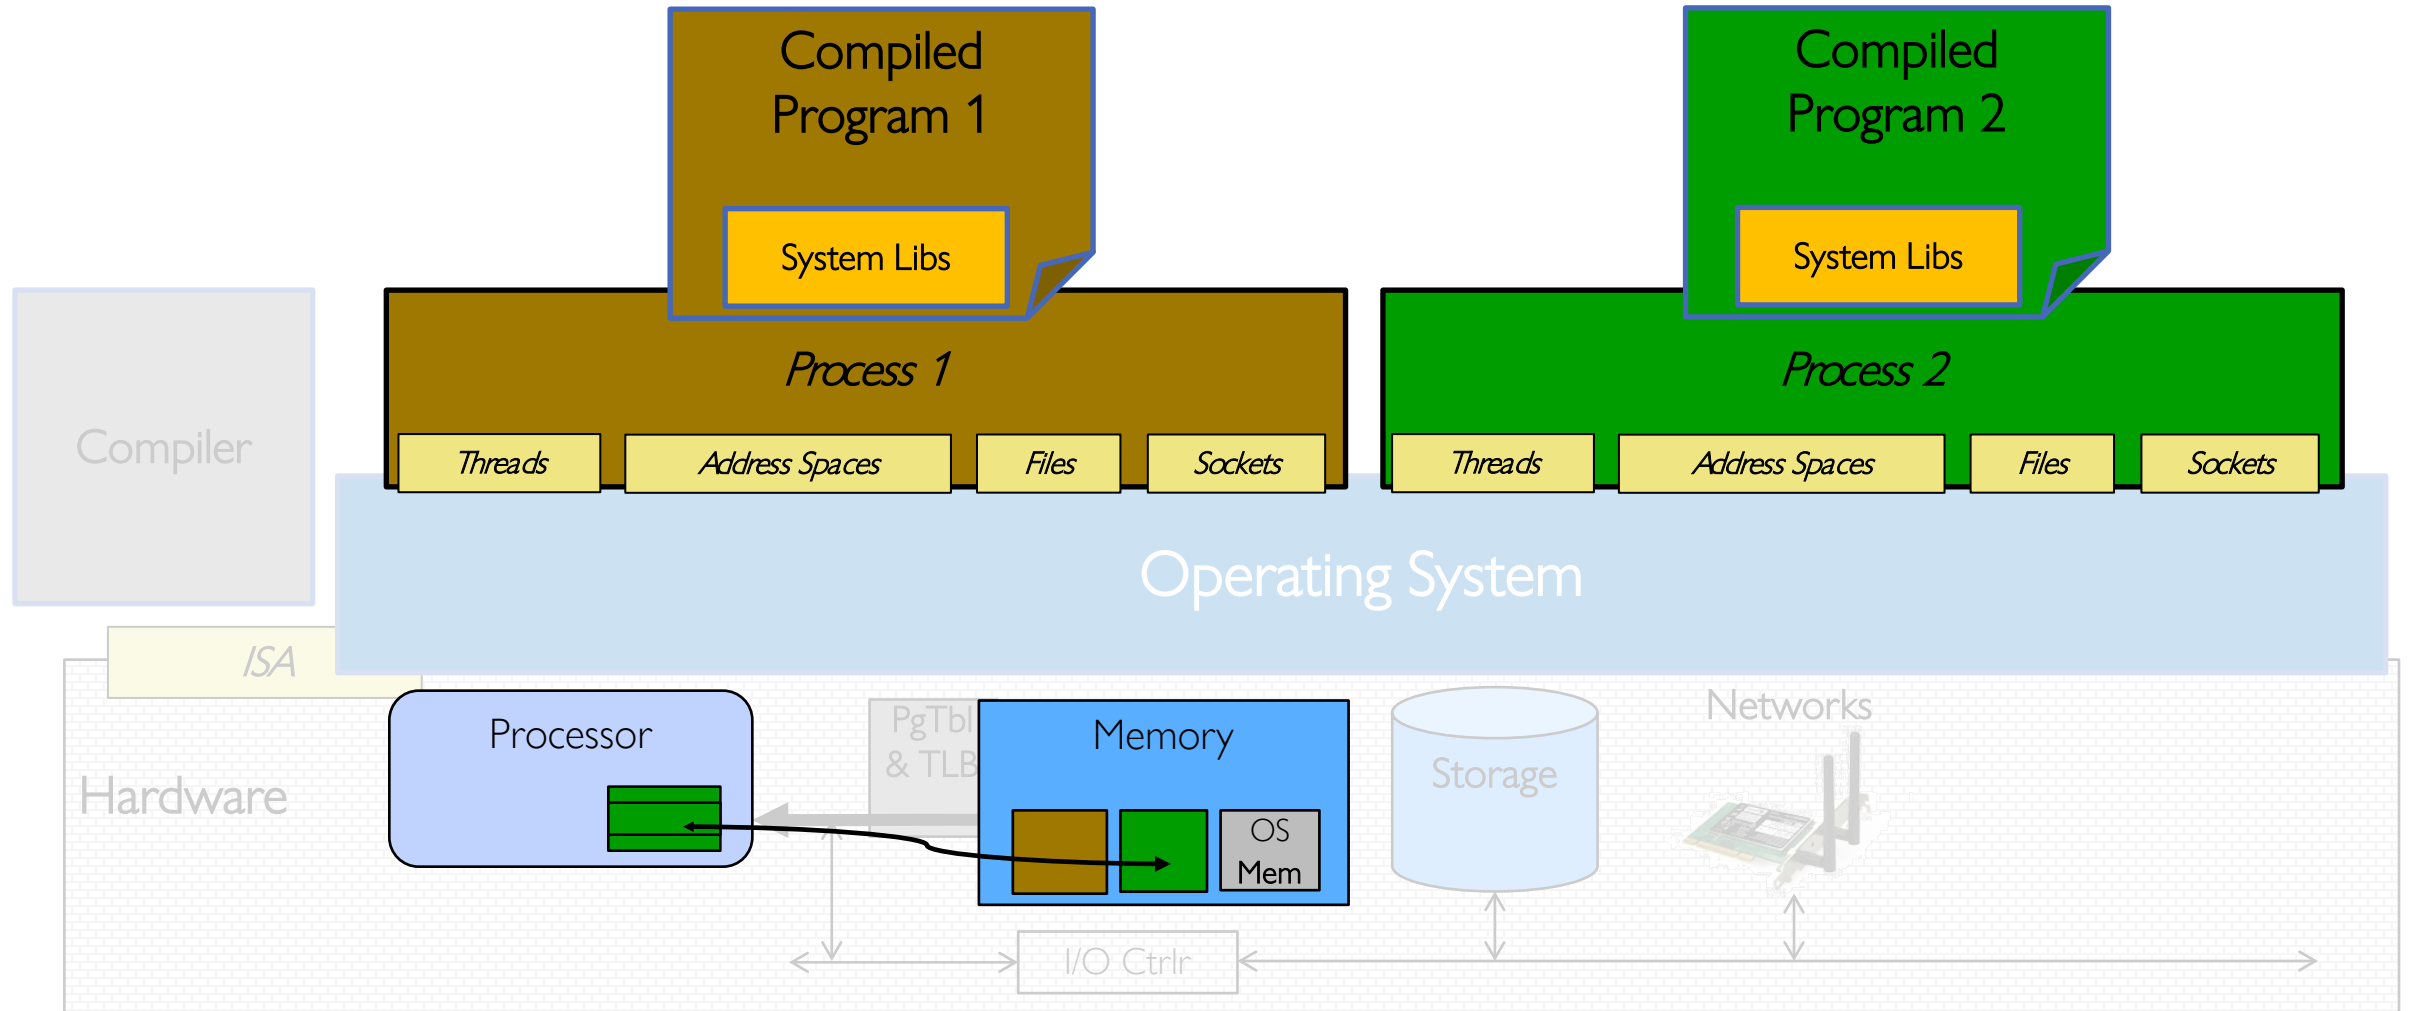 Compiled
Program 1
System Libs
Compiled
Program 2
System Libs
Process 1
Process 2
Compiler
Threads
Address Spaces
Files
Sockets
Threads
Address Spaces
Files
Sockets
Operating System
ISA
Processor
PgTbl
& TLB
Memory
Storage
Networks
Hardware
OS
Mem
I/O Ctrlr